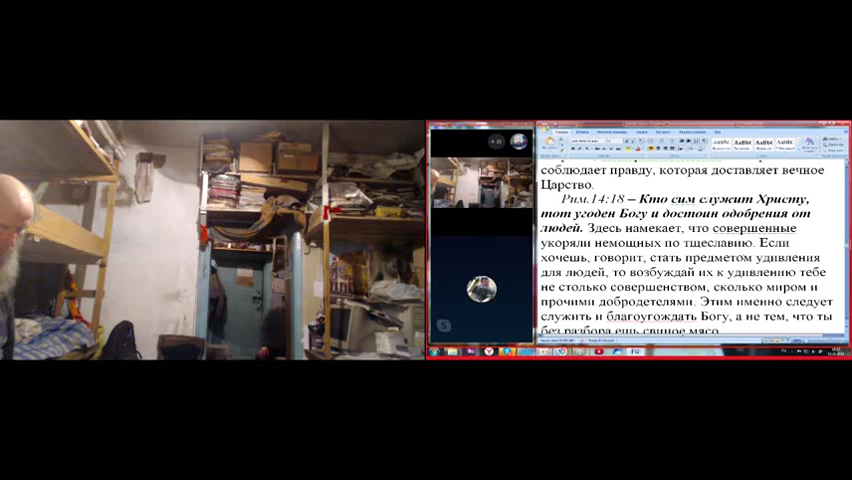 соблюдает правду, которая доставляет вечное
Царство.
Рим.14:18 – Кто сим служит Христу,
тот угоден Богу и достоин одобрения от
людей. Здесь намекает, что совершенные
укоряли немощных по тщеславию. Если
хочешь, говорит, стать предметом удивления
для людей, то возбуждай их к удивлению тебе
не столько совершенством, сколько миром и
прочими добродетелями. Этим именно следует
служить и благоугождать Богу, а не тем, что ты
без разбора ешь свиное мясо